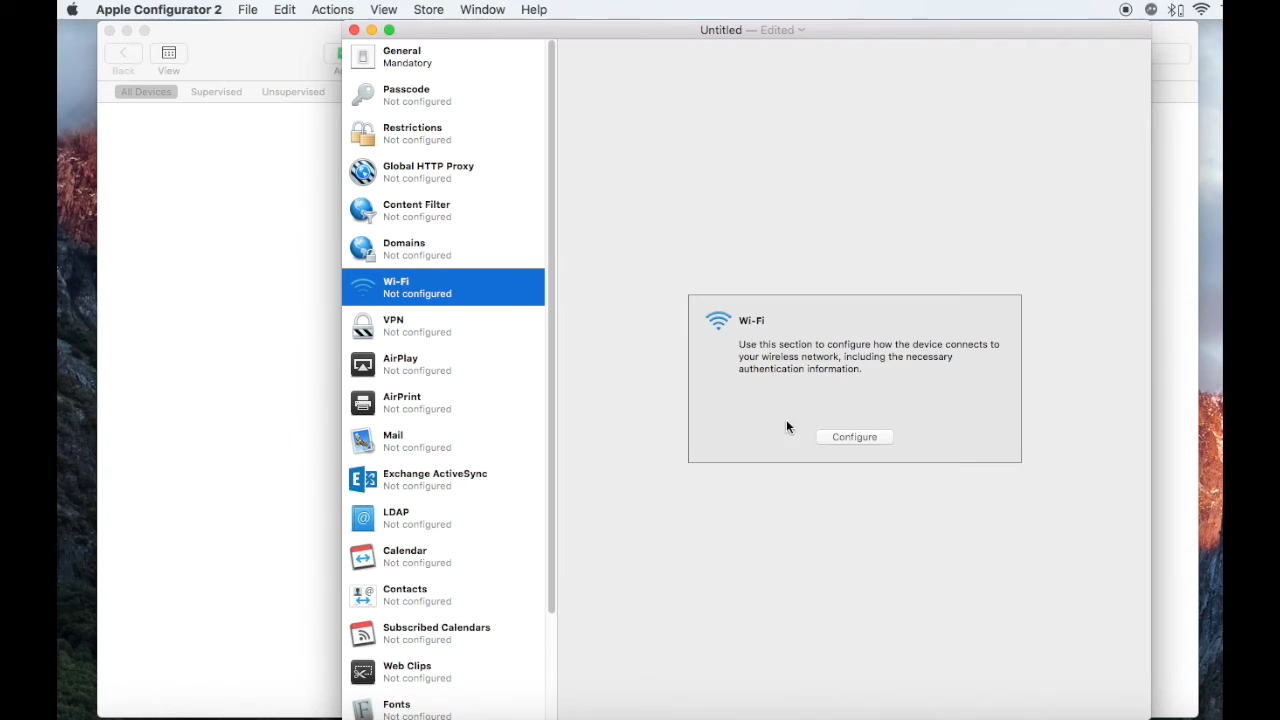 Apple Configurator 2 File Edit Actions View Store Window Help
Untitled — Edited
Back
View
All Devices Supervised Unsupervised
General
Mandatory
Passcode
Not configured
Restrictions
Not configured
Global HTTP Proxy
Not configured
Content Filter
Not configured
Domains
Not configured
Wi-Fi
Not configured
VPN
Not configured
AirPlay
Not configured
AirPrint
Not configured
Mail
Not configured
Exchange ActiveSync
Not configured
LDAP
Not configured
Calendar
Not configured
Contacts
Not configured
Subscribed Calendars
Not configured
Web Clips
Not configured
Fonts
Not configured
Wi-Fi
Use this section to configure how the device connects to
your wireless network, including the necessary
authentication information.
Configure